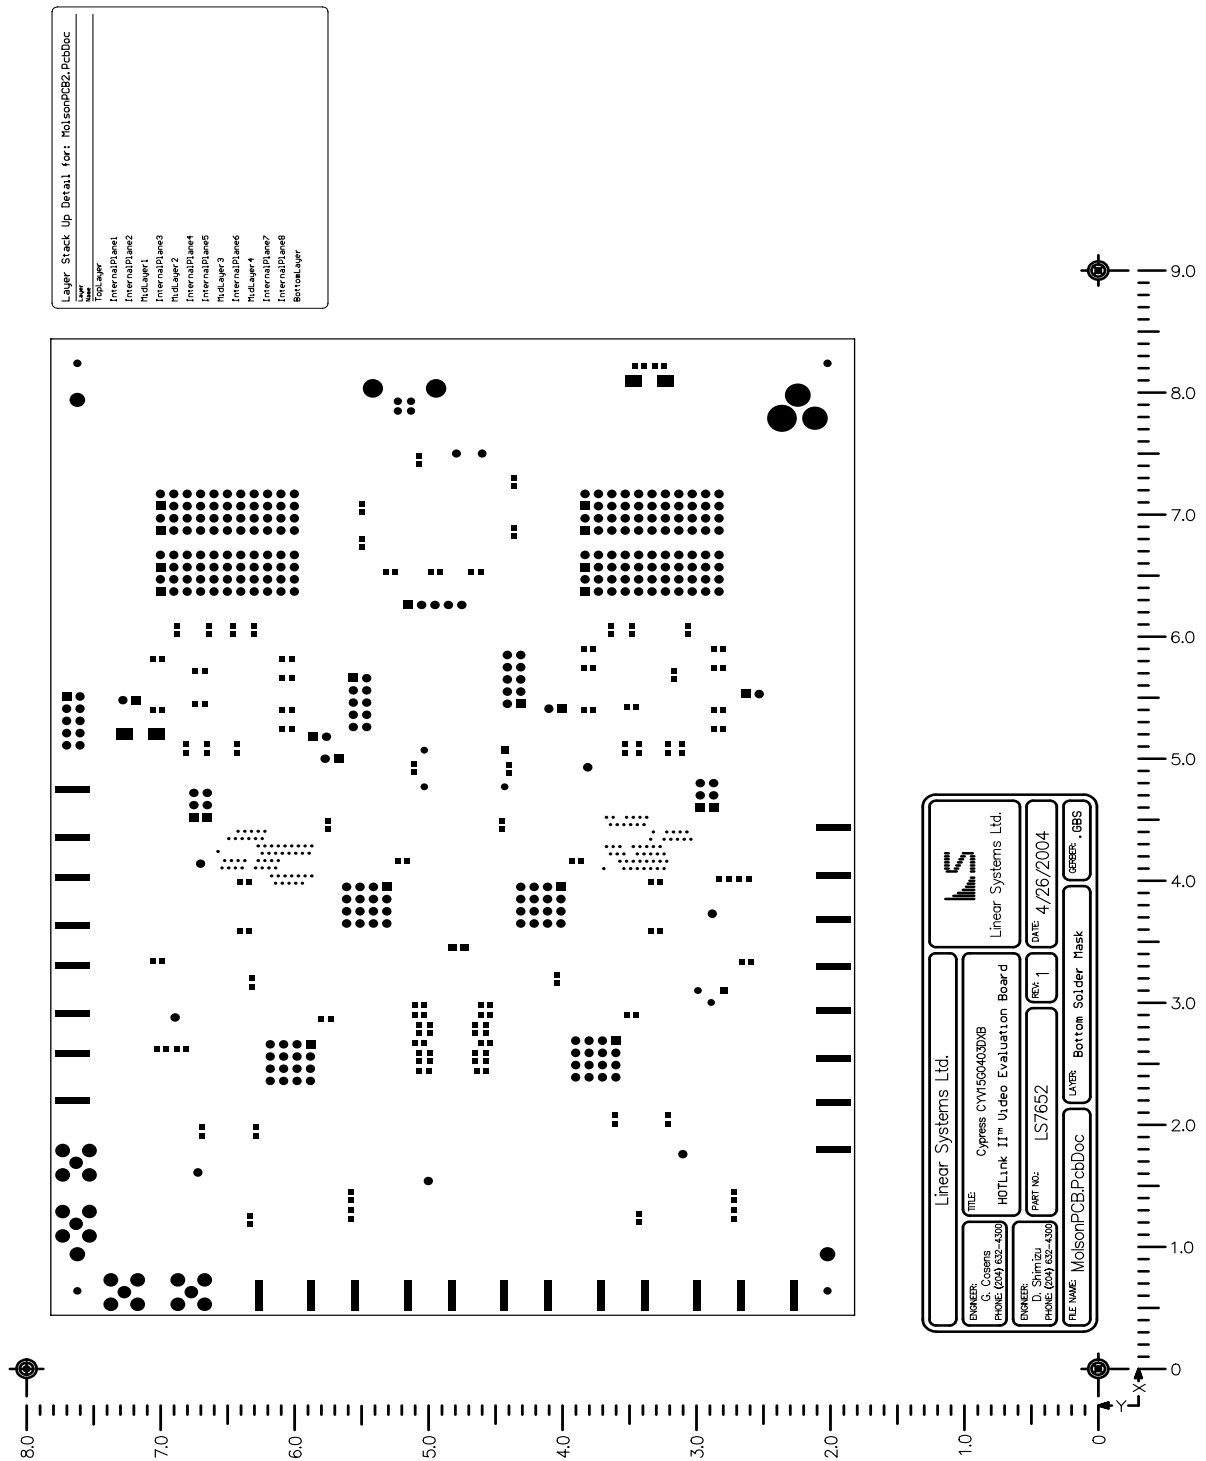 Layer Stack Up Detail for: MolsonPCB2.PcbDoc
Layer
Name
TopLayer
InternalPlane1
InternalPlane2
MidLayer1
InternalPlane3
MidLayer2
InternalPlane4
InternalPlane5
MidLayer3
InternalPlane6
MidLayer4
InternalPlane7
InternalPlane8
BottomLayer
9.0
8.0
7.0
6.0
5.0
4.0
3.0
2.0
1.0
0
X
Y
8.0
7.0
6.0
5.0
4.0
3.0
2.0
1.0
0
Linear Systems Ltd.
LS
Linear Systems Ltd.
TITLE:
Cypress CYV15G0403DXB
HOTLink II™ Video Evaluation Board
ENGINEER:
G. Cosens
PHONE: (204) 632-4300
ENGINEER:
D. Shimizu
PHONE: (204) 632-4300
PART NO.: LS7652
REV.: 1
DATE: 4/26/2004
FILE NAME: MolsonPCB.PcbDoc
LAYER: Bottom Solder Mask
GERBER: .GBS